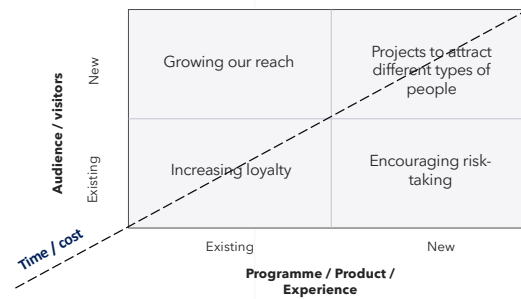 Audience / visitors
New
Existing
Growing our reach
Projects to attract
different types of
people
Increasing loyalty
Encouraging risk-
taking
Time / cost
Existing
New
Programme / Product /
Experience